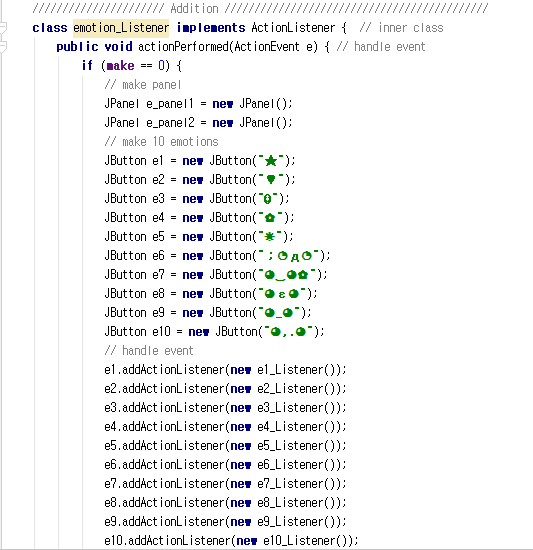 ////////////////////// Addition ////////////////////////////////////////////
class emotion_Listener implements ActionListener {  // inner class
public void actionPerformed(ActionEvent e) { // handle event
if (make == 0) {
// make panel
JPanel e_panel1 = new JPanel();
JPanel e_panel2 = new JPanel();
// make 10 emotions
JButton e1 = new JButton("★");
JButton e2 = new JButton("♥");
JButton e3 = new JButton("");
JButton e4 = new JButton("✿");
JButton e5 = new JButton("");
JButton e6 = new JButton(";◔д◔");
JButton e7 = new JButton("◕‿◕✿");
JButton e8 = new JButton("◕ε◕");
JButton e9 = new JButton("◕_◕");
JButton e10 = new JButton("◕,.◕");
// handle event
e1.addActionListener(new e1_Listener());
e2.addActionListener(new e2_Listener());
e3.addActionListener(new e3_Listener());
e4.addActionListener(new e4_Listener());
e5.addActionListener(new e5_Listener());
e6.addActionListener(new e6_Listener());
e7.addActionListener(new e7_Listener());
e8.addActionListener(new e8_Listener());
e9.addActionListener(new e9_Listener());
e10.addActionListener(new e10_Listener());